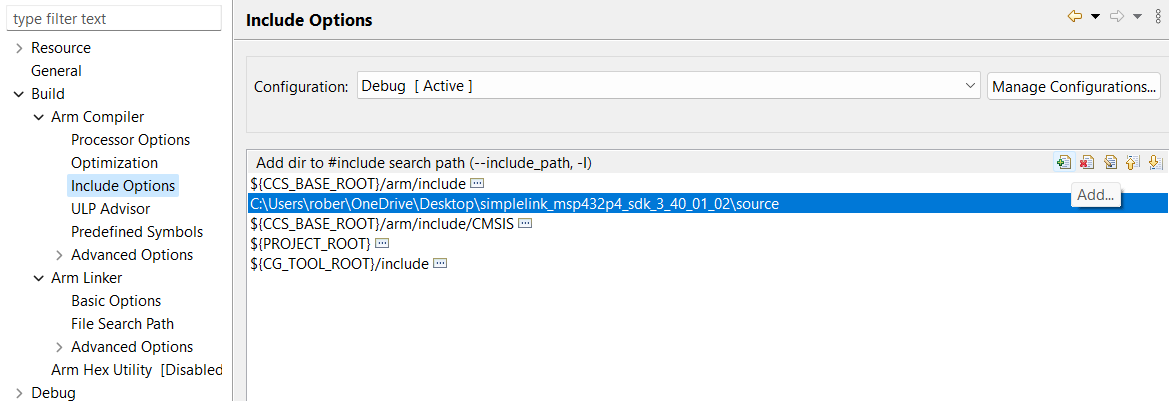 type filter text
Resource
General
Build
Arm Compiler
Processor Options
Optimization
Include Options
ULP Advisor
Predefined Symbols
Advanced Options
Arm Linker
Basic Options
File Search Path
Advanced Options
Arm Hex Utility [Disabled
Debug
Include Options
Configuration: Debug [ Active ] Manage Configurations...
Add dir to #include search path (--include_path, -I)
${CCS_BASE_ROOT}/arm/include
Add...
C:\Users\rober\OneDrive\Desktop\simplelink_msp432p4_sdk_3_40_01_02\source
${CCS_BASE_ROOT}/arm/include/CMSIS
${PROJECT_ROOT}
${CG_TOOL_ROOT}/include